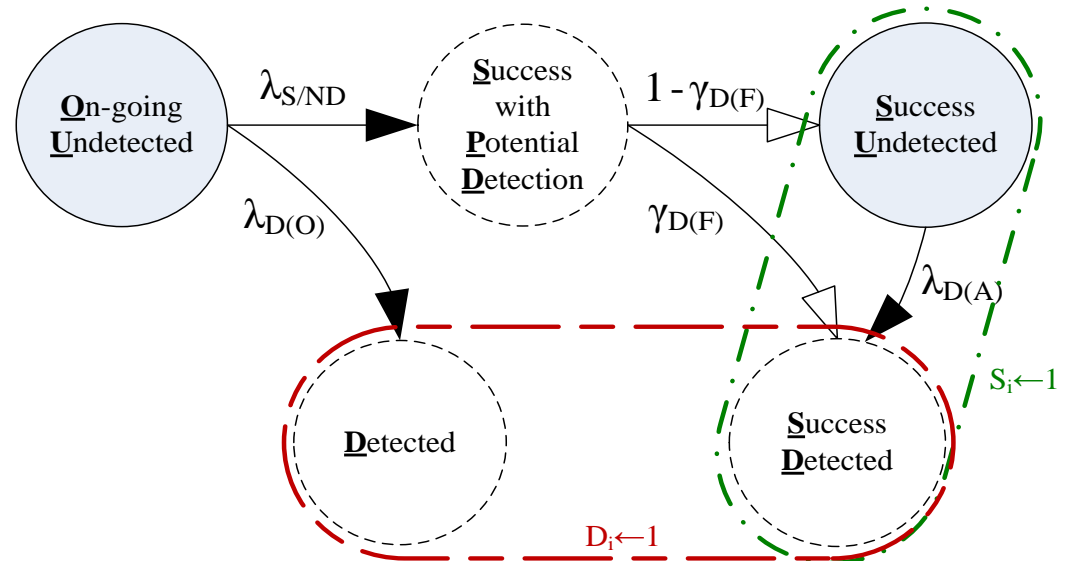 On-going
Undetected
λS/ND
Success
with
Potential
Detection
1 - γD(F)
Success
Undetected
λD(O)
γD(F)
λD(A)
Detected
Success
Detected
Si←1
Di←1